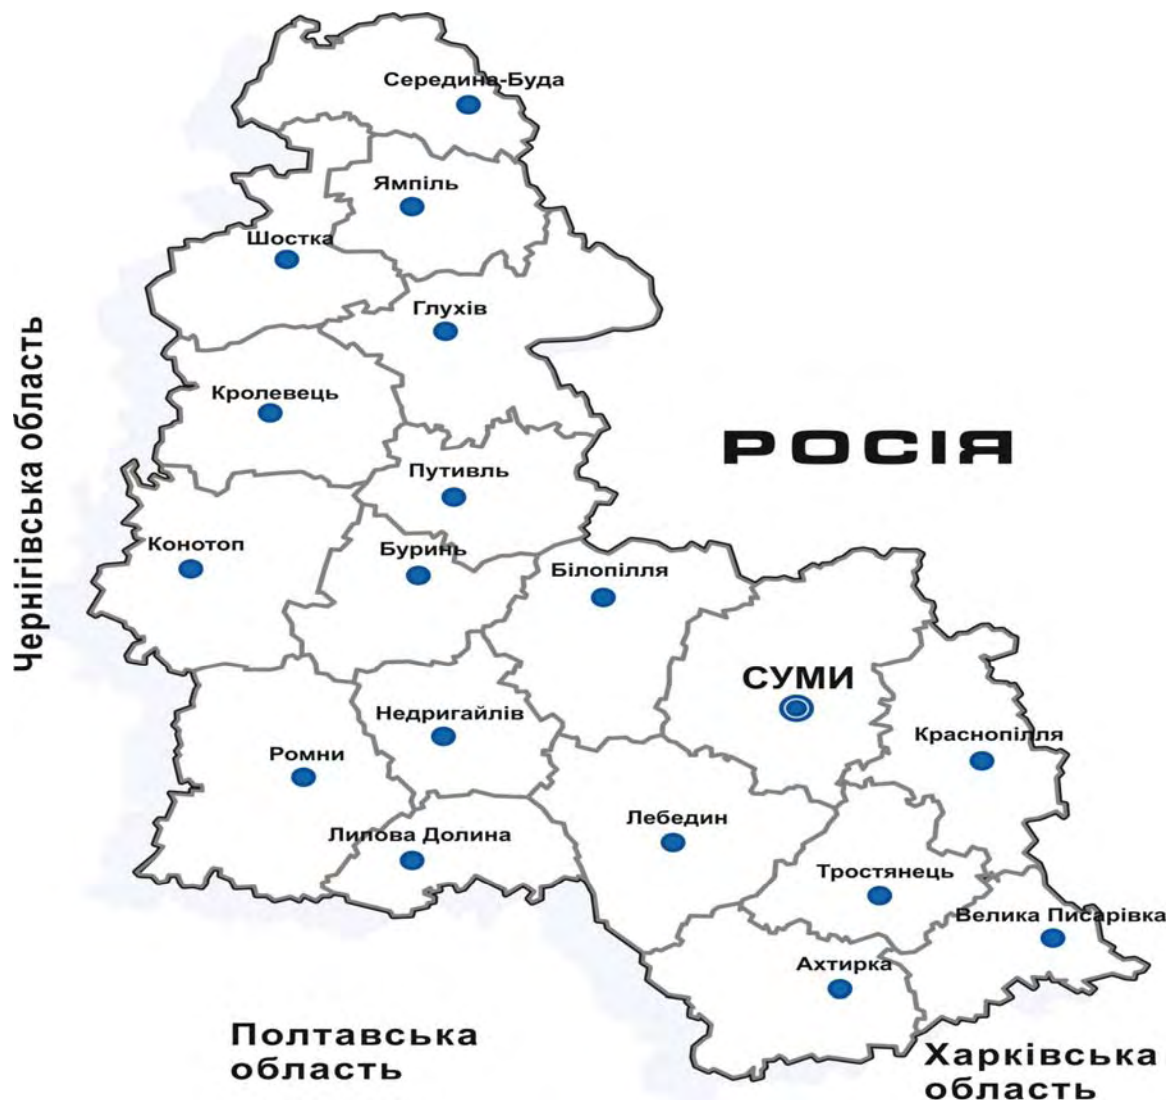 Середина-Буда
Ямпіль
Шостка
Глухів
Чернігівська область
Кролевець
РОСІЯ
Путивль
Конотоп
Буринь
Білопілля
СУМИ
Недригайлів
Краснопілля
Ромни
Лебедин
Липова Долина
Тростянець
Велика Писарівка
Ахтирка
Полтавська
область
Харківська
область